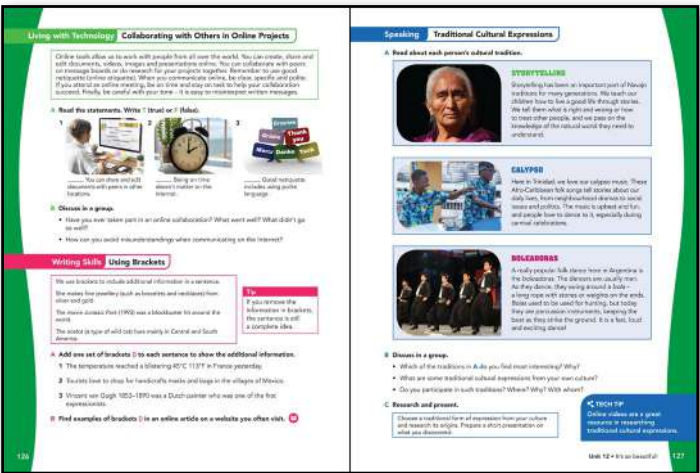 Living with Technology Collaborating with Others in Online Projects
Online tools allow us to work with people from all over the world. You can create, share and
edit documents, videos, images and presentations online. You can collaborate with peers
on message boards or do research for your projects together. Remember to use good
netiquette (online etiquette). When you communicate online, be clear, specific and polite.
If you attend an online meeting, be on time and stay on task to help your collaboration
succeed. Finally, be careful with your tone – it is easy to misinterpret written messages.
A Read the statements. Write T (true) or F (false).
1
2
3
Gracias
Grazie
Thank you
Merci
Danke
Tack
You can share and edit
documents with peers in other
locations.
Being on time
doesn't matter on the
Internet.
Good netiquette
includes using polite
language.
B Discuss in a group.
• Have you ever taken part in an online collaboration? What went well? What didn't go
so well?
• How can you avoid misunderstandings when communicating on the Internet?
Writing Skills Using Brackets
We use brackets to include additional information in a sentence.
She makes fine jewellery (such as bracelets and necklaces) from
silver and gold.
The movie Jurassic Park (1993) was a blockbuster hit around the
world.
The ocelot (a type of wild cat) lives mainly in Central and South
America.
Tip
If you remove the
information in brackets,
the sentence is still
a complete idea.
A Add one set of brackets () to each sentence to show the additional information.
1 The temperature reached a blistering 45°C 113°F in France yesterday.
2 Tourists love to shop for handicrafts masks and bags in the villages of Mexico.
3 Vincent van Gogh 1853–1890 was a Dutch painter who was one of the first
expressionists.
B Find examples of brackets () in an online article on a website you often visit.
126
Speaking Traditional Cultural Expressions
A Read about each person's cultural tradition.
STORYTELLING
Storytelling has been an important part of Navajo
traditions for many generations. We teach our
children how to live a good life through stories.
We tell them what is right and wrong or how
to treat other people, and we pass on the
knowledge of the natural world they need to
understand.
CALYPSO
Here in Trinidad, we love our calypso music. These
Afro-Caribbean folk songs tell stories about our
daily lives, from neighbourhood dramas to social
issues and politics. The music is upbeat and fun,
and people love to dance to it, especially during
carnival celebrations.
BOLEADORAS
A really popular folk dance here in Argentina is
the boleadoras. The dancers are usually men.
As they dance, they swing around a bola –
a long rope with stones or weights on the ends.
Bolas used to be used for hunting, but today
they are percussion instruments, keeping the
beat as they strike the ground. It is a fast, loud
and exciting dance!
B Discuss in a group.
• Which of the traditions in A do you find most interesting? Why?
• What are some traditional cultural expressions from your own culture?
• Do you participate in such traditions? Where? Why? With whom?
C Research and present.
Choose a traditional form of expression from your culture
and research its origins. Prepare a short presentation on
what you discovered.
TECH TIP
Online videos are a great
resource in researching
traditional cultural expressions.
Unit 12 • It's so beautiful!
127